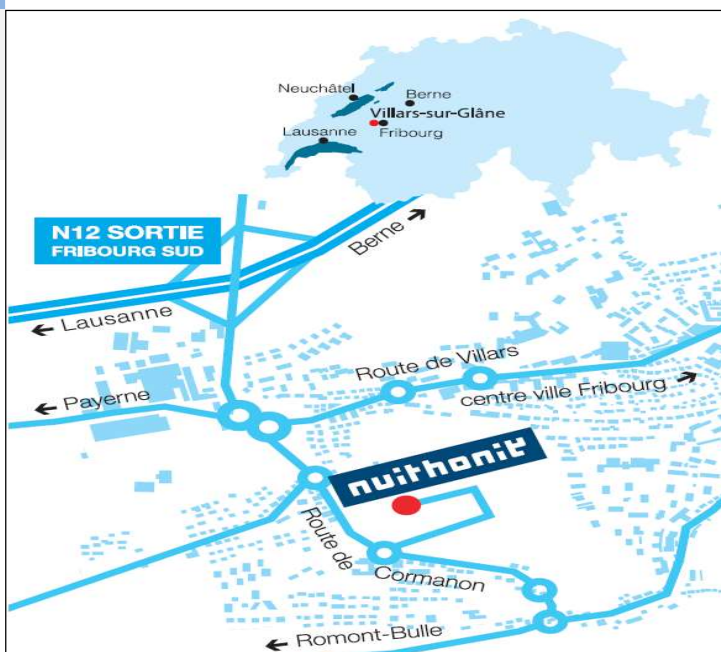 Neuchâtel
Berne
Villars-sur-Glâne
Lausanne
Fribourg
N12 SORTIE
FRIBOURG SUD
Berne →
← Lausanne
Route de Villars
← Payerne
centre ville Fribourg →
nuithonie
Route de
Cormanon
← Romont-Bulle